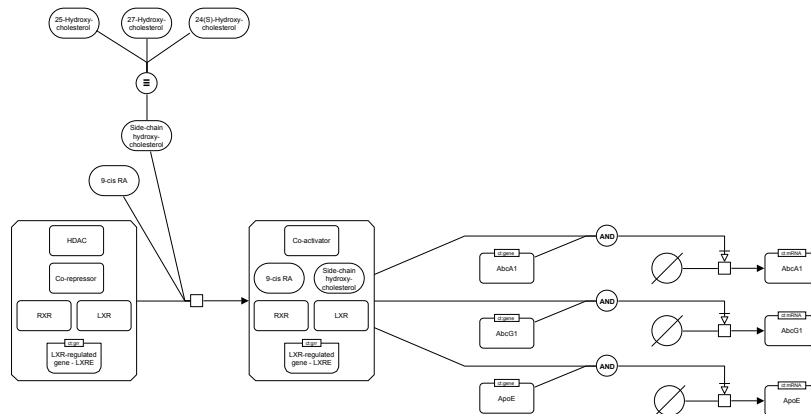 25-Hydroxy-
cholesterol
27-Hydroxy-
cholesterol
24(S)-Hydroxy-
cholesterol
≡
Side-chain
hydroxy-
cholesterol
9-cis RA
HDAC
Co-repressor
RXR
LXR
ct:grr
LXR-regulated
gene - LXRE
Co-activator
9-cis RA
Side-chain
hydroxy-
cholesterol
RXR
LXR
ct:grr
LXR-regulated
gene - LXRE
AND
ct:gene
AbcA1
ct:mRNA
AbcA1
AND
ct:gene
AbcG1
ct:mRNA
AbcG1
AND
ct:gene
ApoE
ct:mRNA
ApoE